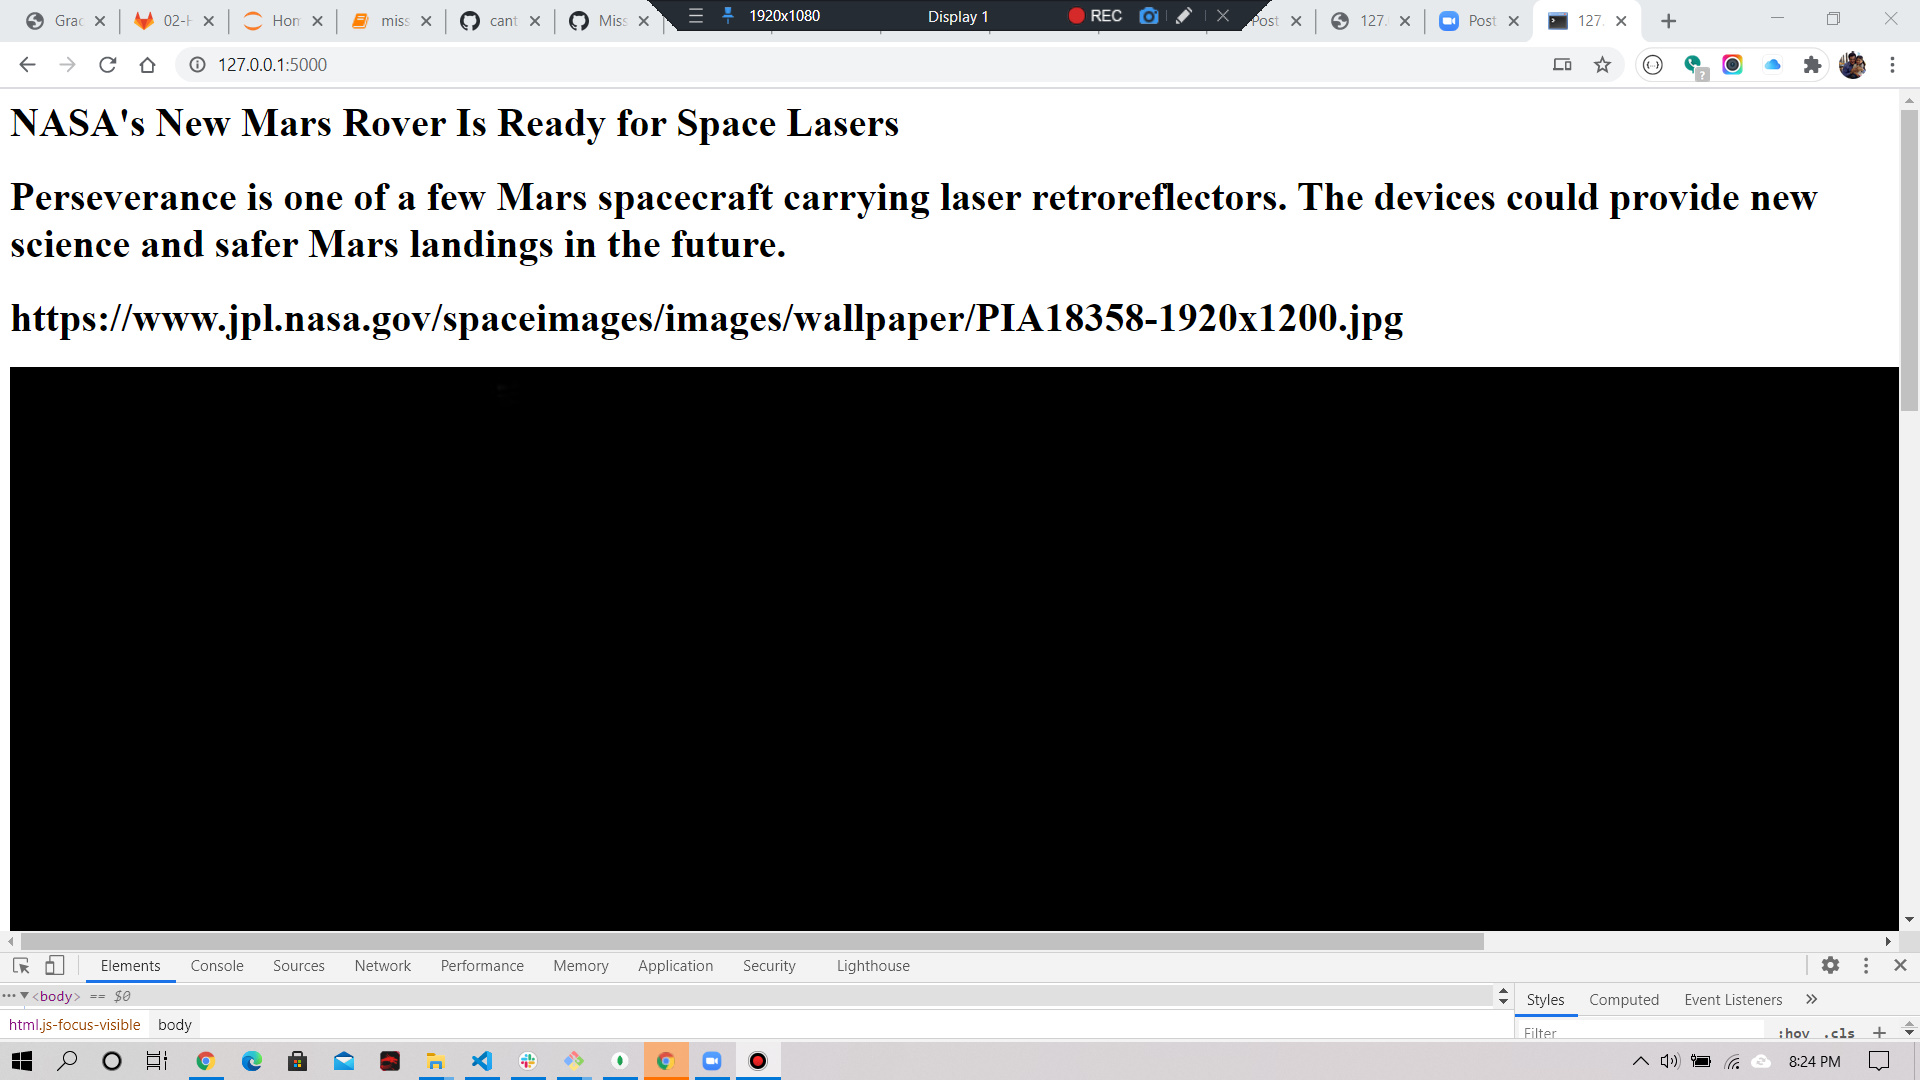 Grac
02-H
Hom
miss
cant
Miss
1920x1080
Display 1
REC
Post
127.
Post
127.
127.0.0.1:5000
?
NASA's New Mars Rover Is Ready for Space Lasers
Perseverance is one of a few Mars spacecraft carrying laser retroreflectors. The devices could provide new
science and safer Mars landings in the future.
https://www.jpl.nasa.gov/spaceimages/images/wallpaper/PIA18358-1920x1200.jpg
Elements Console Sources Network Performance Memory Application Security Lighthouse
<body> == $0
Styles Computed Event Listeners
html.js-focus-visible body
Filter :hov .cls
8:24 PM